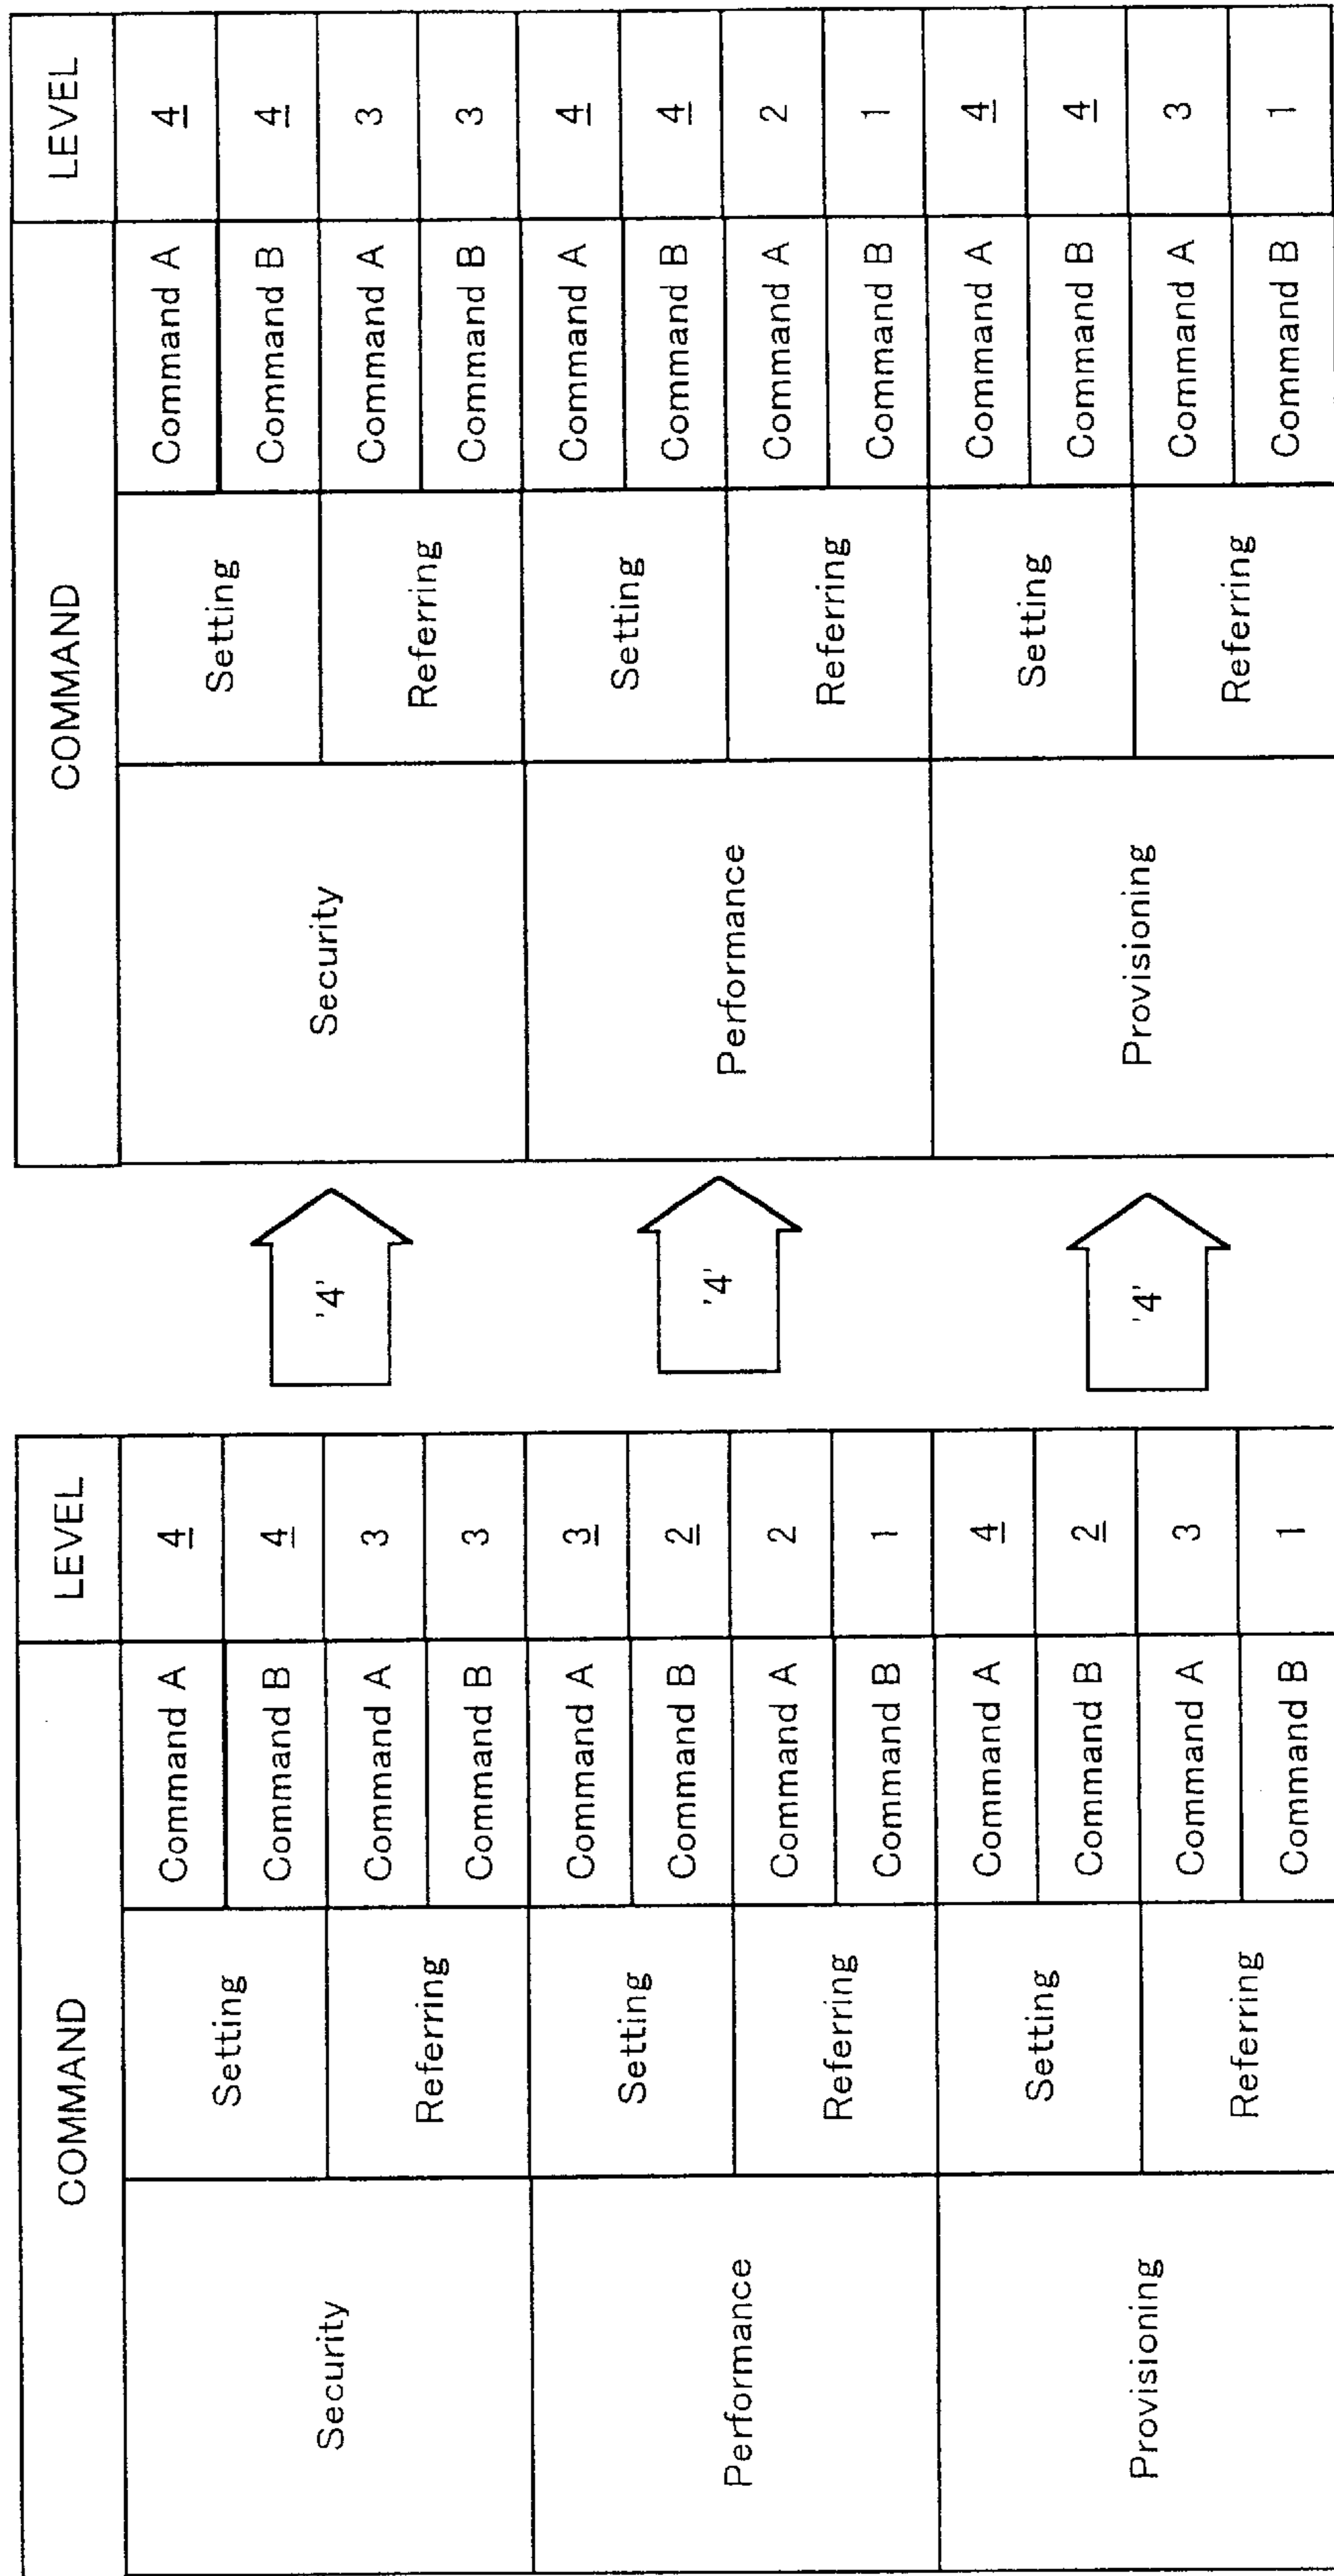 COMMAND LEVEL
Security Setting Command A 4
Command B 4
Referring Command A 3
Command B 3
Performance Setting Command A 3
Command B 2
Referring Command A 2
Command B 1
Provisioning Setting Command A 4
Command B 2
Referring Command A 3
Command B 1
'4'
'4'
'4'
COMMAND LEVEL
Security Setting Command A 4
Command B 4
Referring Command A 3
Command B 3
Performance Setting Command A 4
Command B 4
Referring Command A 2
Command B 1
Provisioning Setting Command A 4
Command B 4
Referring Command A 3
Command B 1